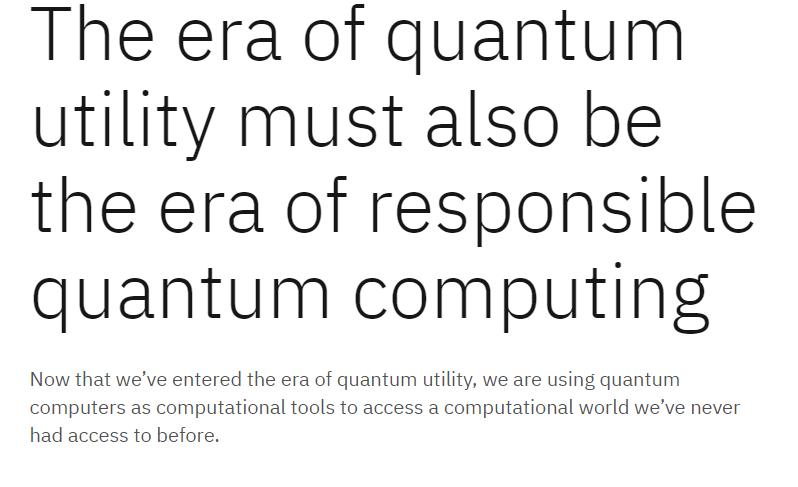 The era of quantum
utility must also be
the era of responsible
quantum computing
Now that we’ve entered the era of quantum utility, we are using quantum
computers as computational tools to access a computational world we’ve never
had access to before.